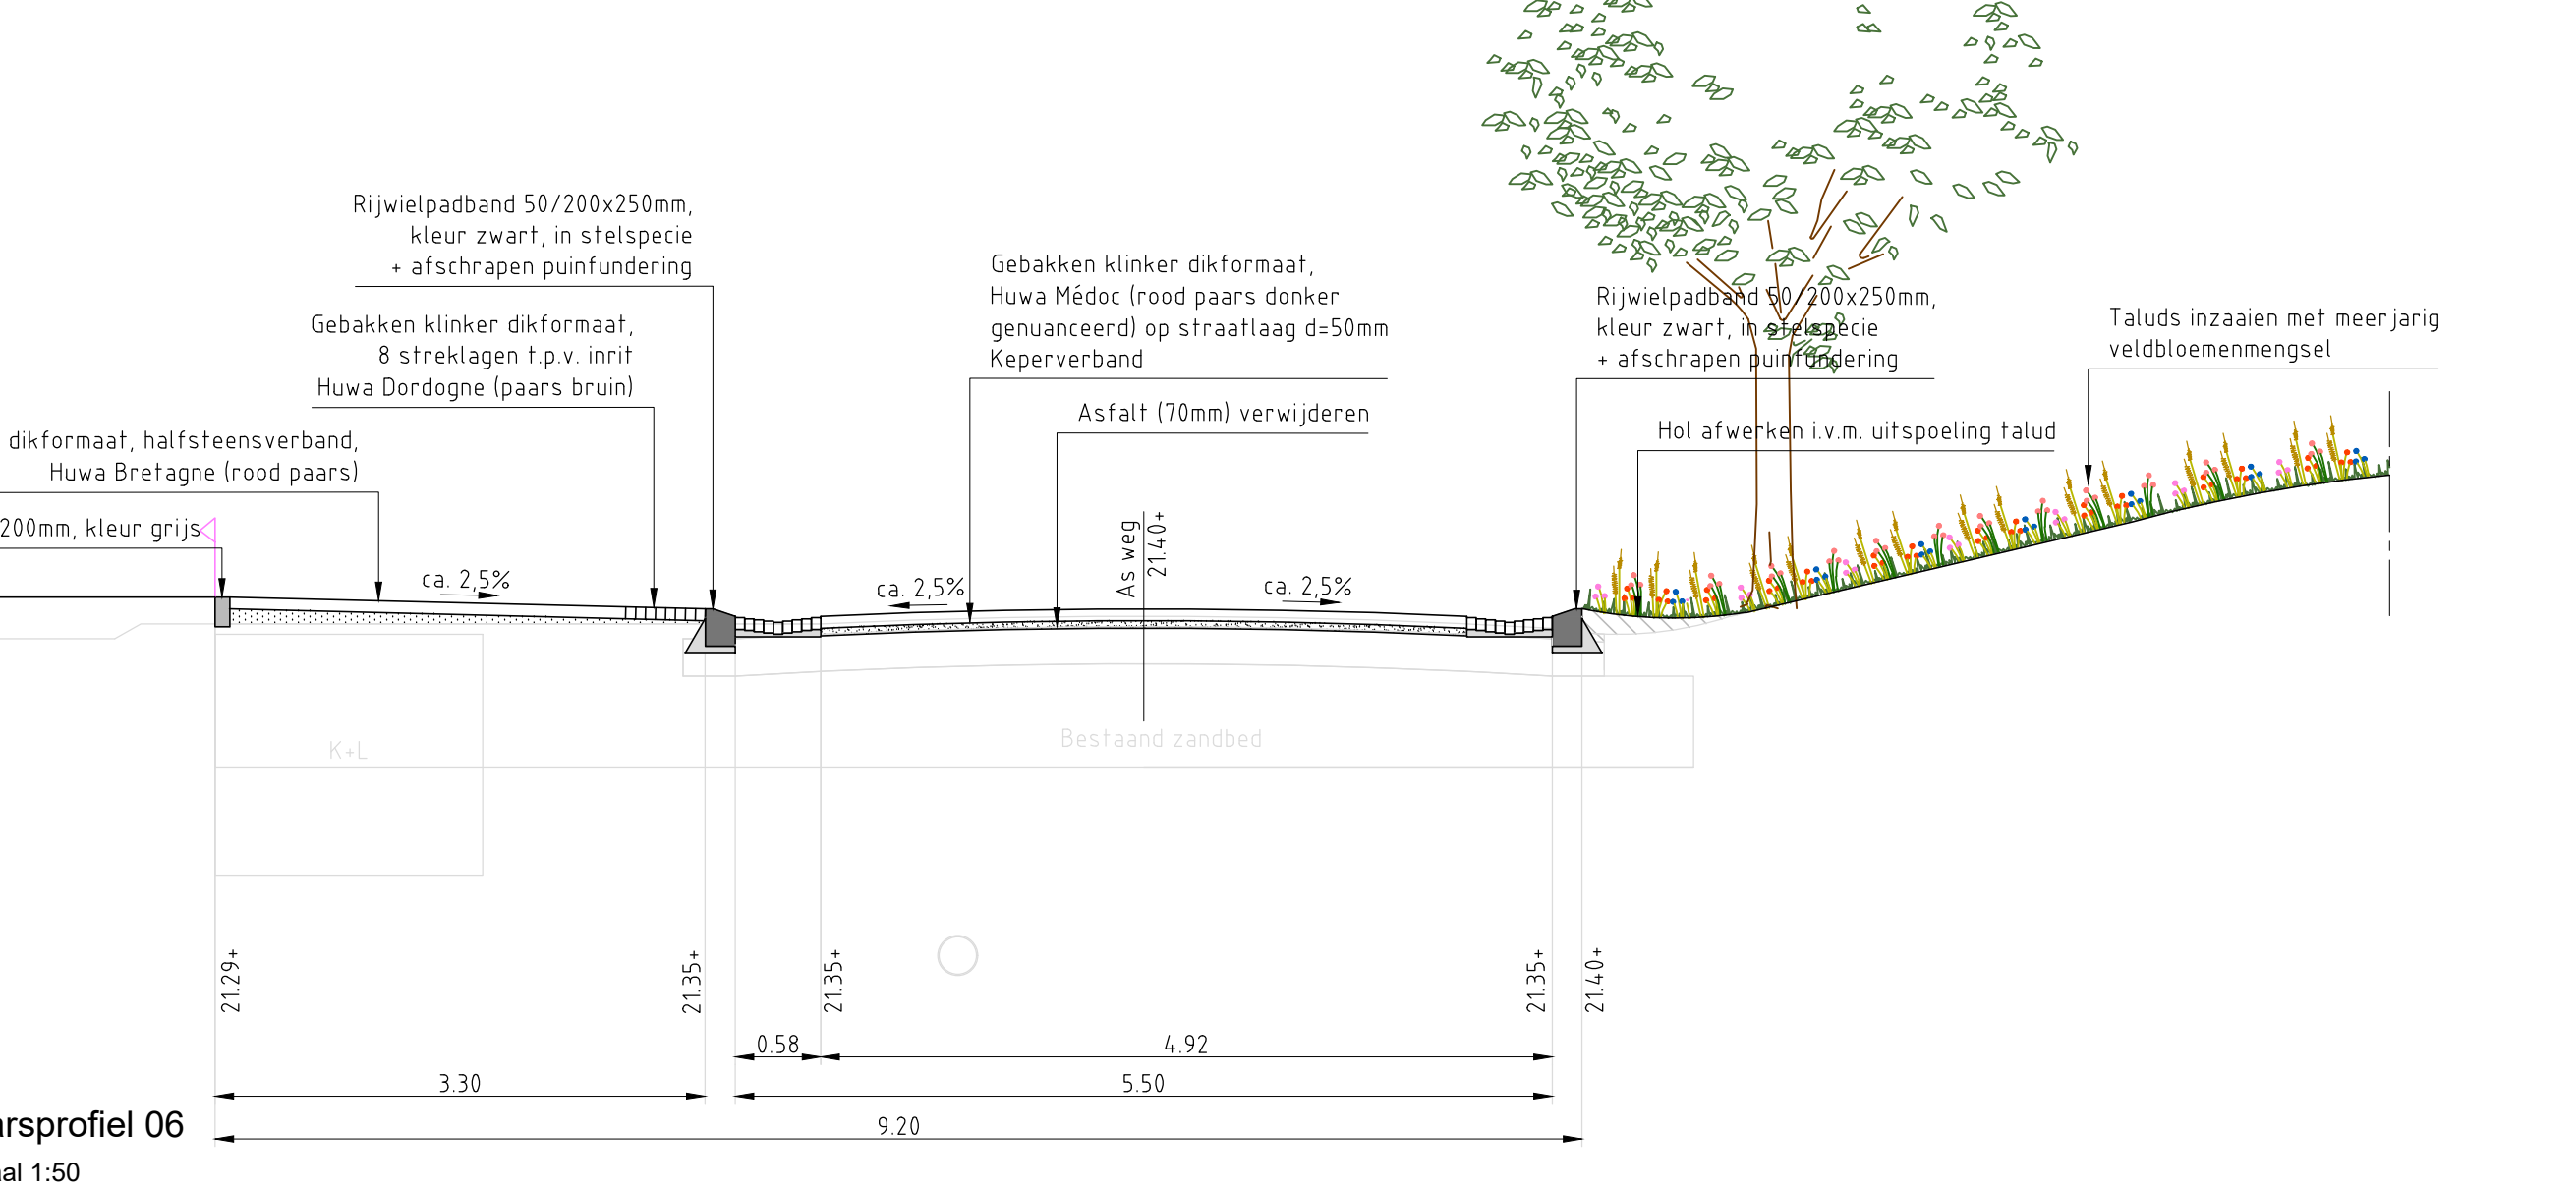 Rijwielpadband 50/200x250mm,
kleur zwart, in stelspecie
+ afschrapen puinfundering
Gebakken klinker dikformaat,
8 streklagen t.p.v. inrit
Huwa Dordogne (paars bruin)
dikformaat, halfsteensverband,
Huwa Bretagne (rood paars)
200mm, kleur grijs
Gebakken klinker dikformaat,
Huwa Médoc (rood paars donker
genuanceerd) op straatlaag d=50mm
Keperverband
Asfalt (70mm) verwijderen
Rijwielpadband 50/200x250mm,
kleur zwart, in stelspecie
+ afschrapen puinfundering
Hol afwerken i.v.m. uitspoeling talud
Taluds inzaaien met meerjarig
veldbloemenmengsel
ca. 2,5%
ca. 2,5%
As weg
21.40+
ca. 2,5%
K+L
Bestaand zandbed
21.29+
21.35+
21.35+
21.35+
21.40+
0.58
4.92
3.30
5.50
9.20
arsprofiel 06
aal 1:50